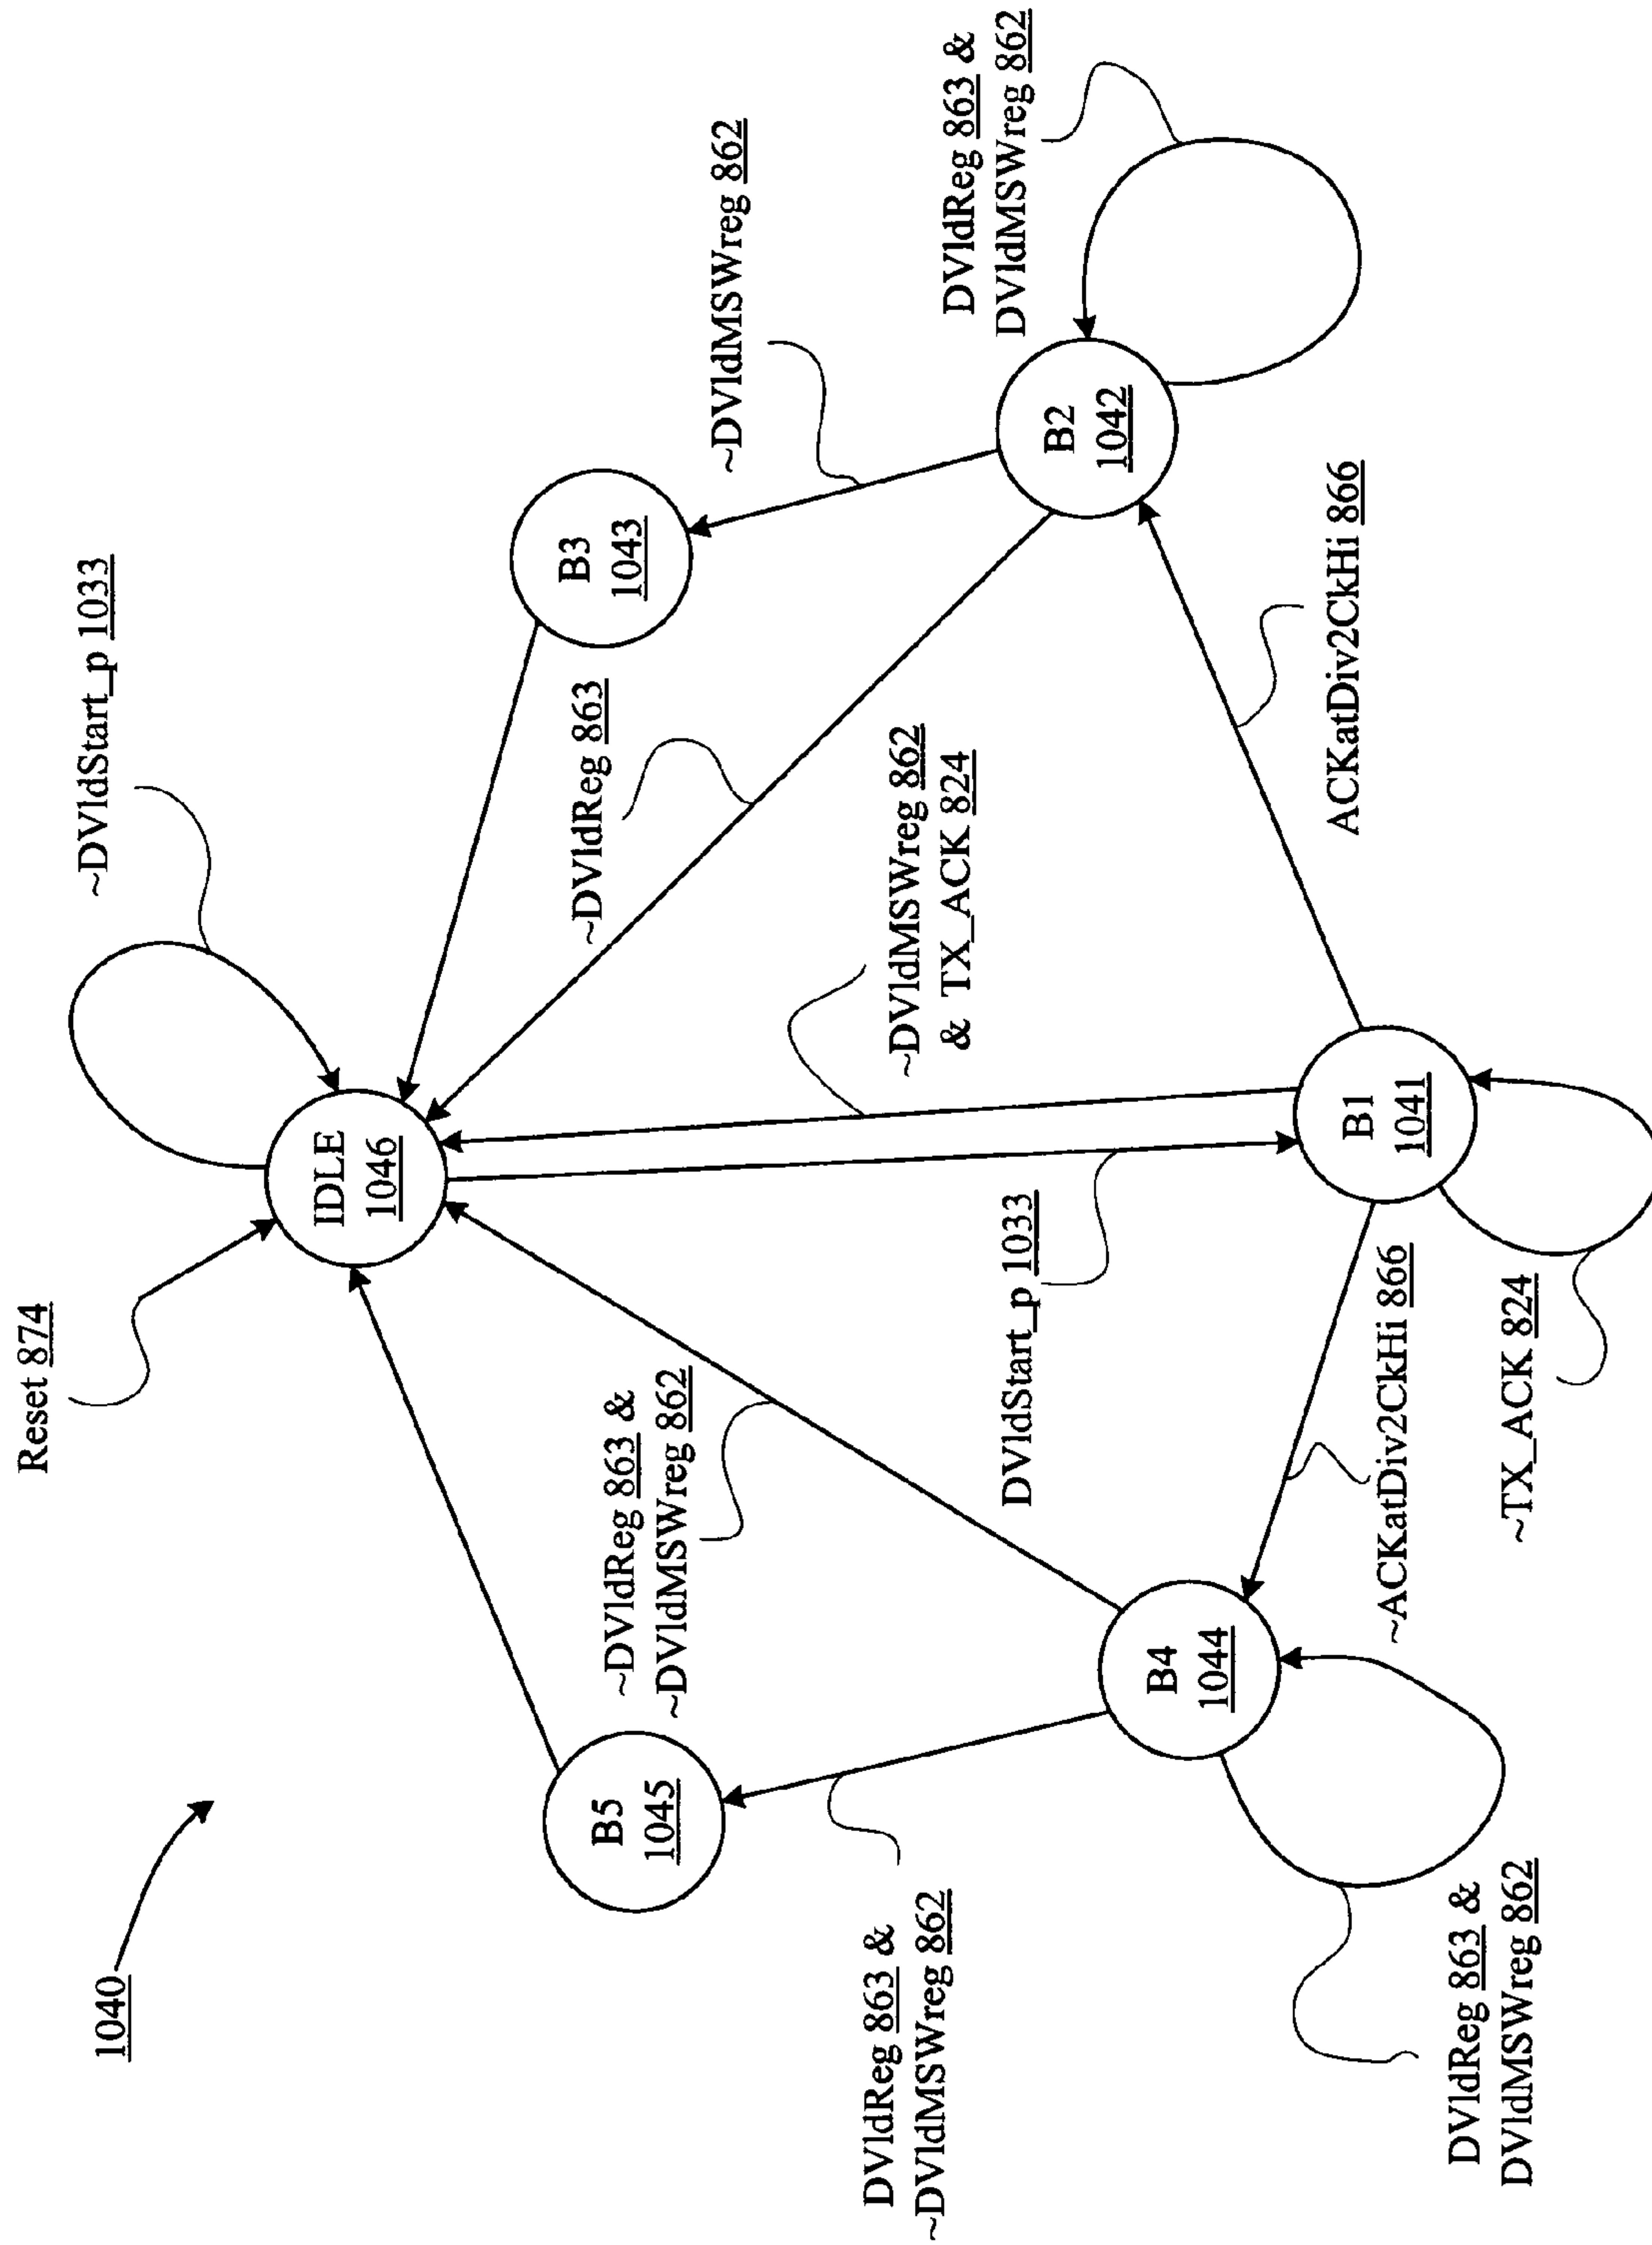 1040
Reset 874
~DVldStart_p 1033
IDLE
1046
B5
1045
B3
1043
~DVldReg 863 &
~DVldMSWreg 862
~DVldReg 863
~DVldMSWreg 862
DVldReg 863 &
~DVldMSWreg 862
DVldStart_p 1033
~DVldMSWreg 862
& TX_ACK 824
DVldReg 863 &
DVldMSWreg 862
B4
1044
B1
1041
B2
1042
~ACKatDiv2CkHi 866
ACKatDiv2CkHi 866
DVldReg 863 &
DVldMSWreg 862
~TX_ACK 824